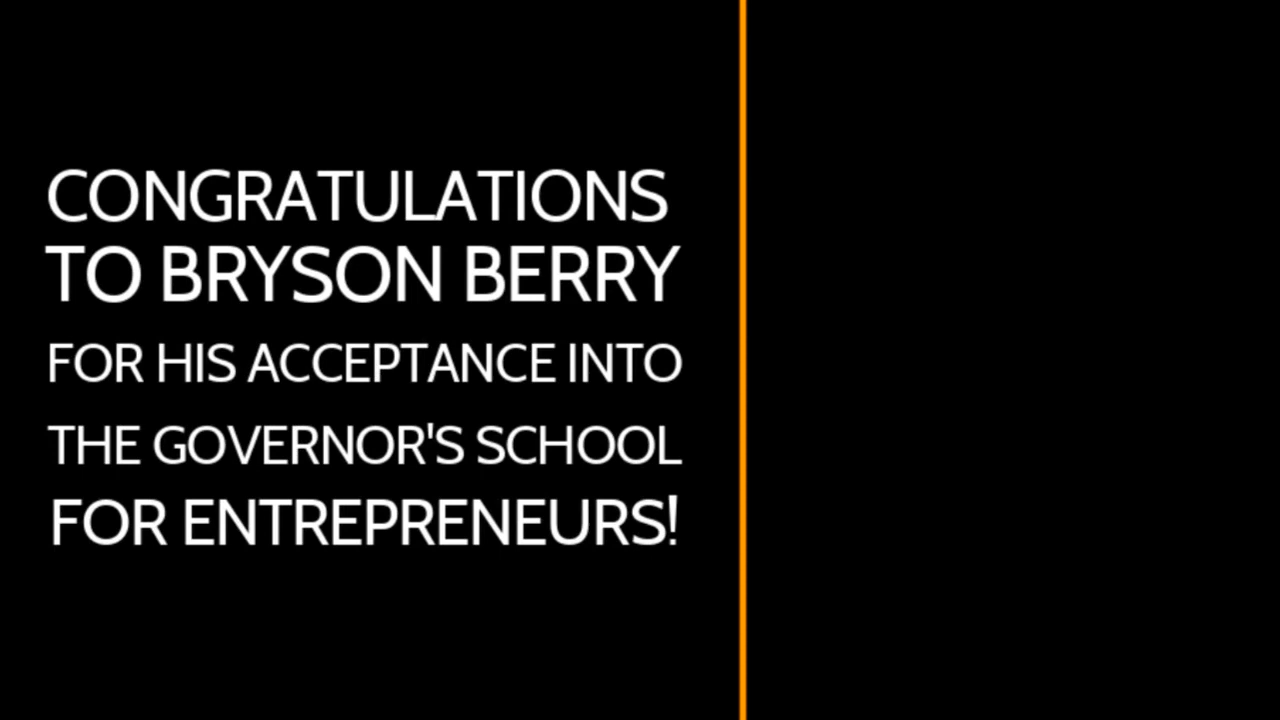 CONGRATULATIONS
TO BRYSON BERRY
FOR HIS ACCEPTANCE INTO
THE GOVERNOR'S SCHOOL
FOR ENTREPRENEURS!